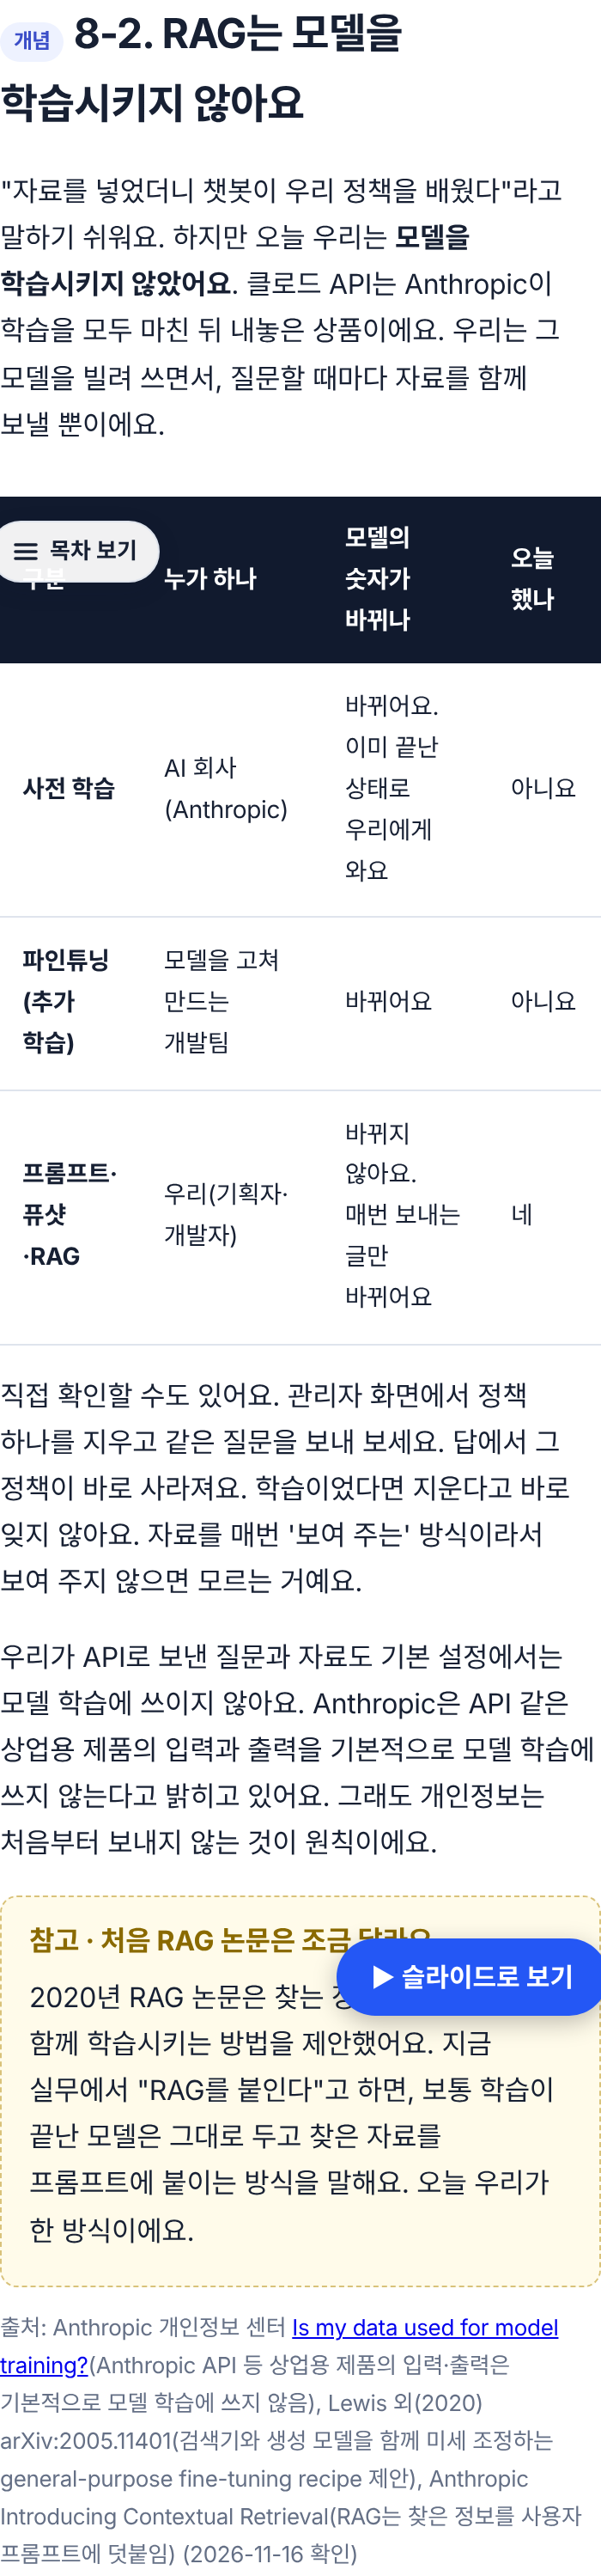 개념 8-2. RAG는 모델을
학습시키지 않아요
"자료를 넣었더니 챗봇이 우리 정책을 배웠다"라고
말하기 쉬워요. 하지만 오늘 우리는 모델을
학습시키지 않았어요. 클로드 API는 Anthropic이
학습을 모두 마친 뒤 내놓은 상품이에요. 우리는 그
모델을 빌려 쓰면서, 질문할 때마다 자료를 함께
보낼 뿐이에요.
목차 보기
구분
누가 하나
모델의
숫자가
바뀌나
오늘
했나
사전 학습
AI 회사
(Anthropic)
바뀌어요.
이미 끝난
상태로
우리에게
와요
아니요
파인튜닝
(추가
학습)
모델을 고쳐
만드는
개발팀
바뀌어요
아니요
프롬프트·
퓨샷
·RAG
우리(기획자·
개발자)
바뀌지
않아요.
매번 보내는
글만
바뀌어요
네
직접 확인할 수도 있어요. 관리자 화면에서 정책
하나를 지우고 같은 질문을 보내 보세요. 답에서 그
정책이 바로 사라져요. 학습이었다면 지운다고 바로
잊지 않아요. 자료를 매번 '보여 주는' 방식이라서
보여 주지 않으면 모르는 거예요.
우리가 API로 보낸 질문과 자료도 기본 설정에서는
모델 학습에 쓰이지 않아요. Anthropic은 API 같은
상업용 제품의 입력과 출력을 기본적으로 모델 학습에
쓰지 않는다고 밝히고 있어요. 그래도 개인정보는
처음부터 보내지 않는 것이 원칙이에요.
참고 · 처음 RAG 논문은 조금 달라요
▶ 슬라이드로 보기
2020년 RAG 논문은 찾는
함께 학습시키는 방법을 제안했어요. 지금
실무에서 "RAG를 붙인다"고 하면, 보통 학습이
끝난 모델은 그대로 두고 찾은 자료를
프롬프트에 붙이는 방식을 말해요. 오늘 우리가
한 방식이에요.
출처: Anthropic 개인정보 센터 Is my data used for model
training?(Anthropic API 등 상업용 제품의 입력·출력은
기본적으로 모델 학습에 쓰지 않음), Lewis 외(2020)
arXiv:2005.11401(검색기와 생성 모델을 함께 미세 조정하는
general-purpose fine-tuning recipe 제안), Anthropic
Introducing Contextual Retrieval(RAG는 찾은 정보를 사용자
프롬프트에 덧붙임) (2026-11-16 확인)